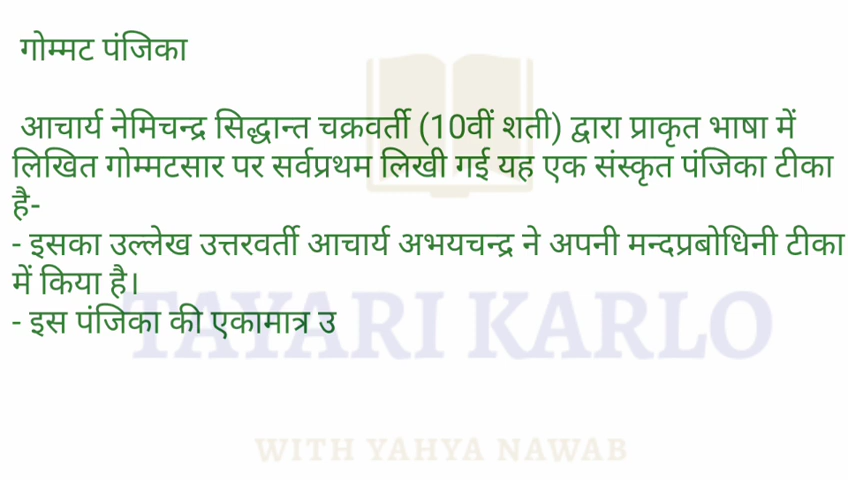 गोम्मट पंजिका
आचार्य नेमिचन्द्र सिद्धान्त चक्रवर्ती (10वीं शती) द्वारा प्राकृत भाषा में
लिखित गोम्मटसार पर सर्वप्रथम लिखी गई यह एक संस्कृत पंजिका टीका
है-
- इसका उल्लेख उत्तरवर्ती आचार्य अभयचन्द्र ने अपनी मन्दप्रबोधिनी टीका
में किया है।
- इस पंजिका की एकामात्र उ
TAYARI KARLO
WITH YAHYA NAWAB